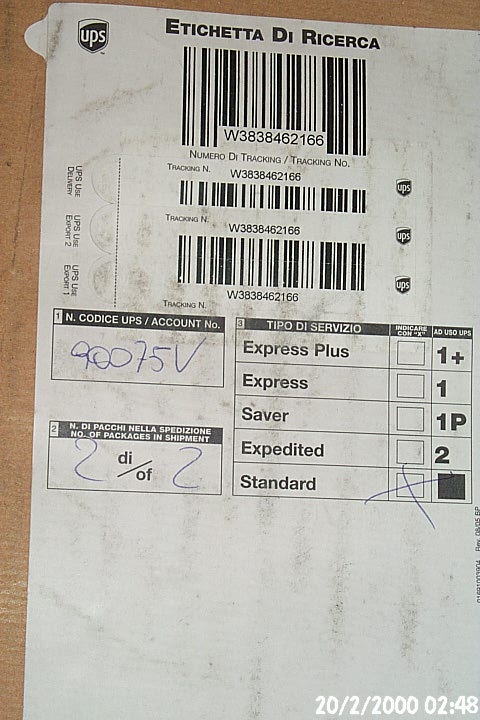 ups
ETICHETTA DI RICERCA
W3838462166
NUMERO DI TRACKING / TRACKING NO.
TRACKING N.
W3838462166
ups
UPS USE
DELIVERY
TRACKING N.
W3838462166
ups
UPS USE
EXPORT 2
ups
UPS USE
EXPORT 1
W3838462166
TRACKING N.
1 N. CODICE UPS / ACCOUNT No.
90075V
2 N. DI PACCHI NELLA SPEDIZIONE
NO. OF PACKAGES IN SHIPMENT
2 di/of 2
3 TIPO DI SERVIZIO INDICARE CON "X" AD USO UPS
Express Plus 1+
Express 1
Saver 1P
Expedited 2
Standard X
20/2/2000 02:48